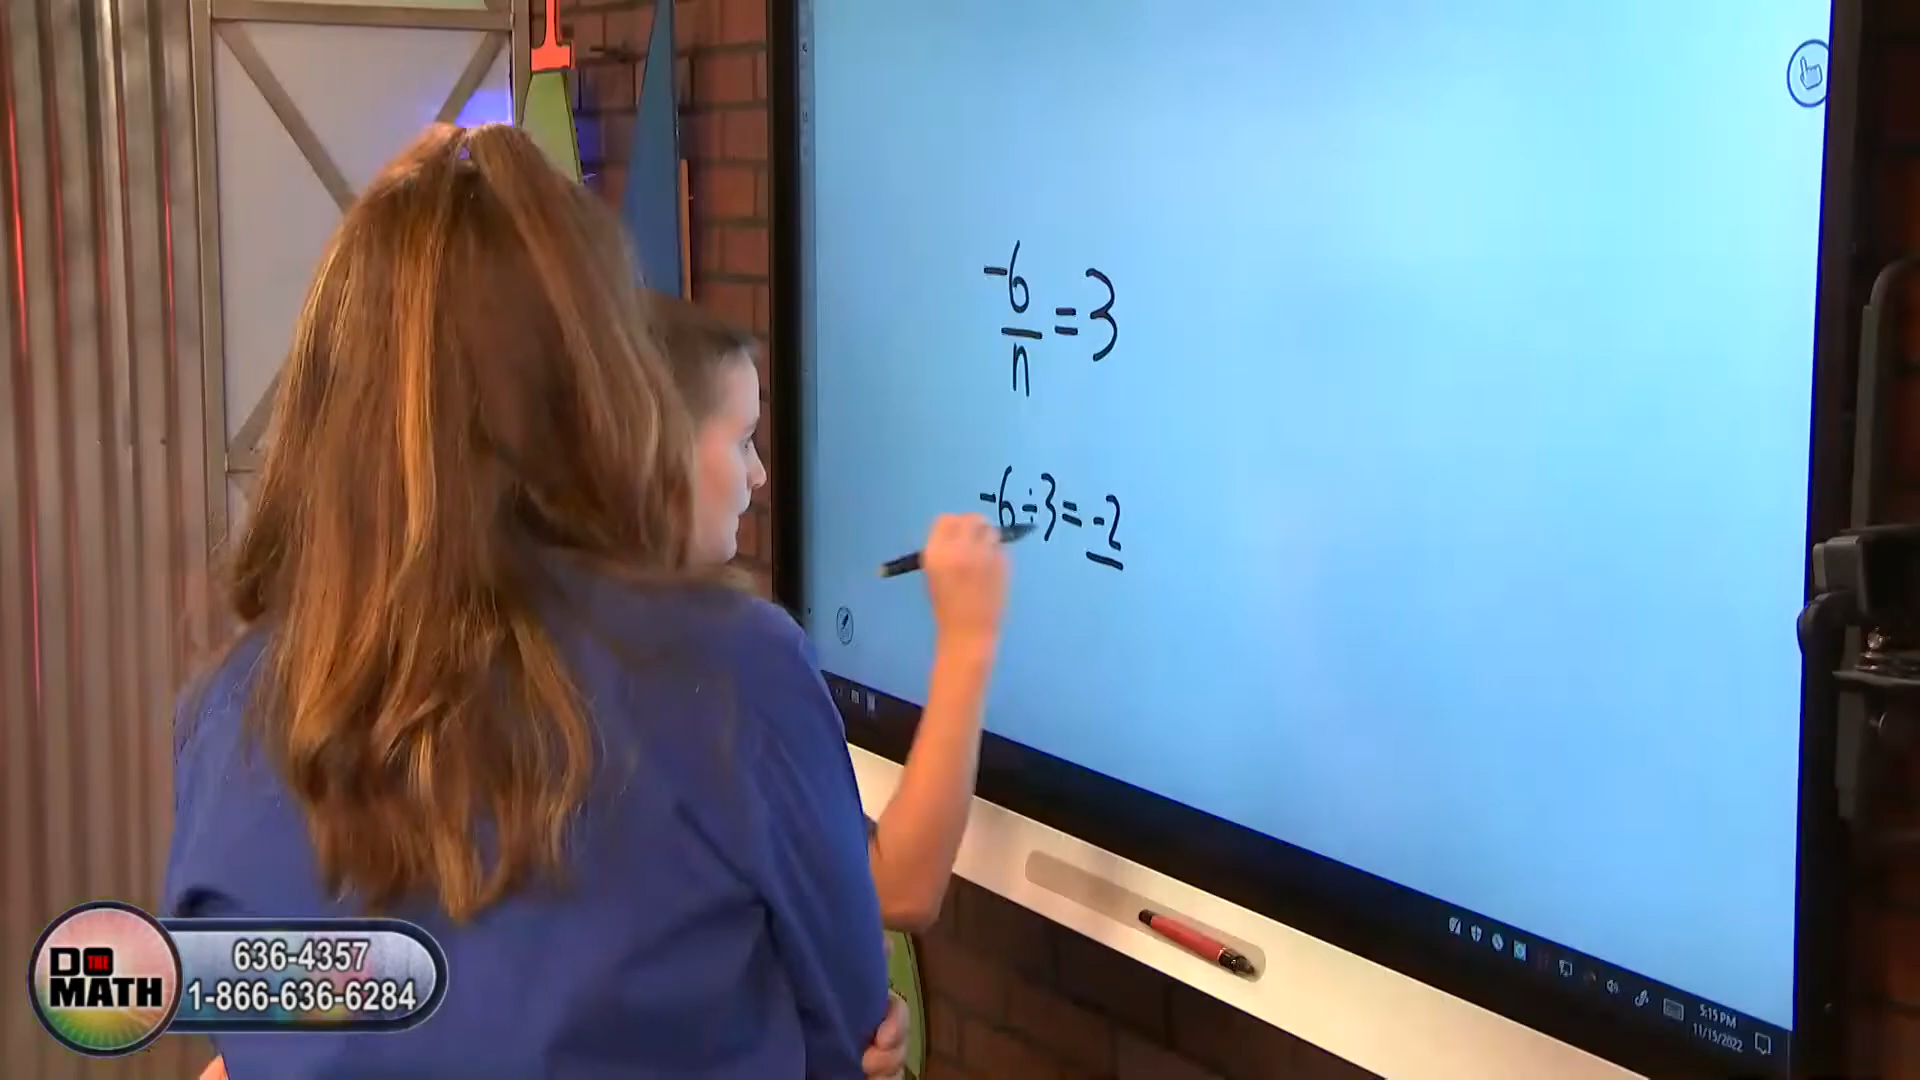 -6
n
=3
-6÷3=-2
DO THE MATH
636-4357
1-866-636-6284
5:15 PM
11/15/2022